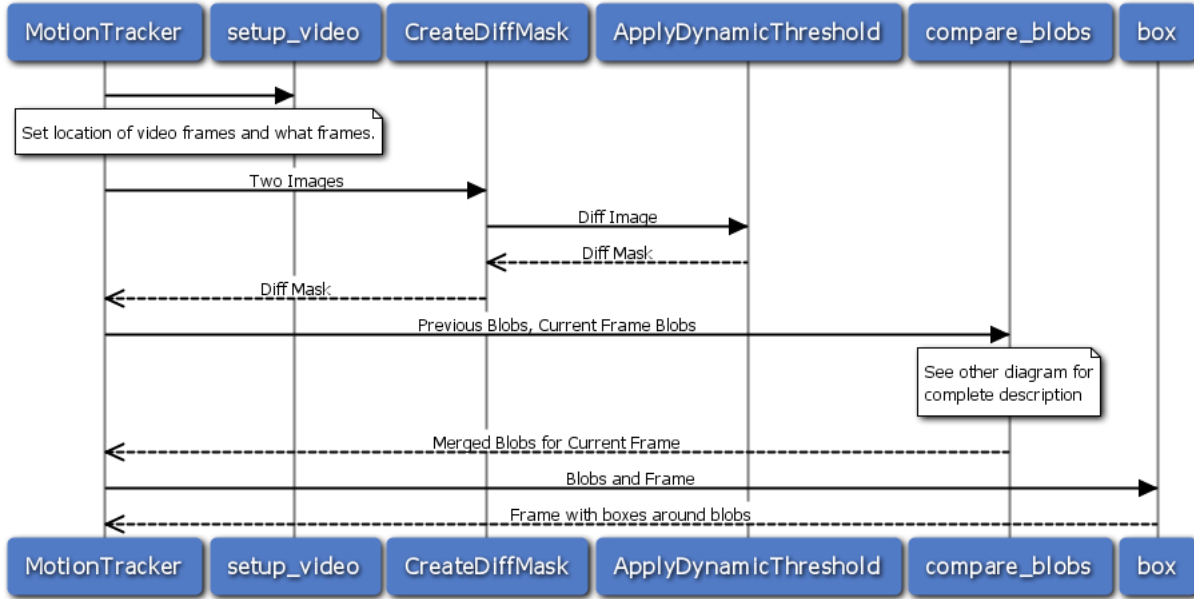 MotionTracker
setup_video
CreateDiffMask
ApplyDynamicThreshold
compare_blobs
box
Set location of video frames and what frames.
Two Images
Diff Image
Diff Mask
Diff Mask
Previous Blobs, Current Frame Blobs
See other diagram for
complete description
Merged Blobs for Current Frame
Blobs and Frame
Frame with boxes around blobs
MotionTracker
setup_video
CreateDiffMask
ApplyDynamicThreshold
compare_blobs
box